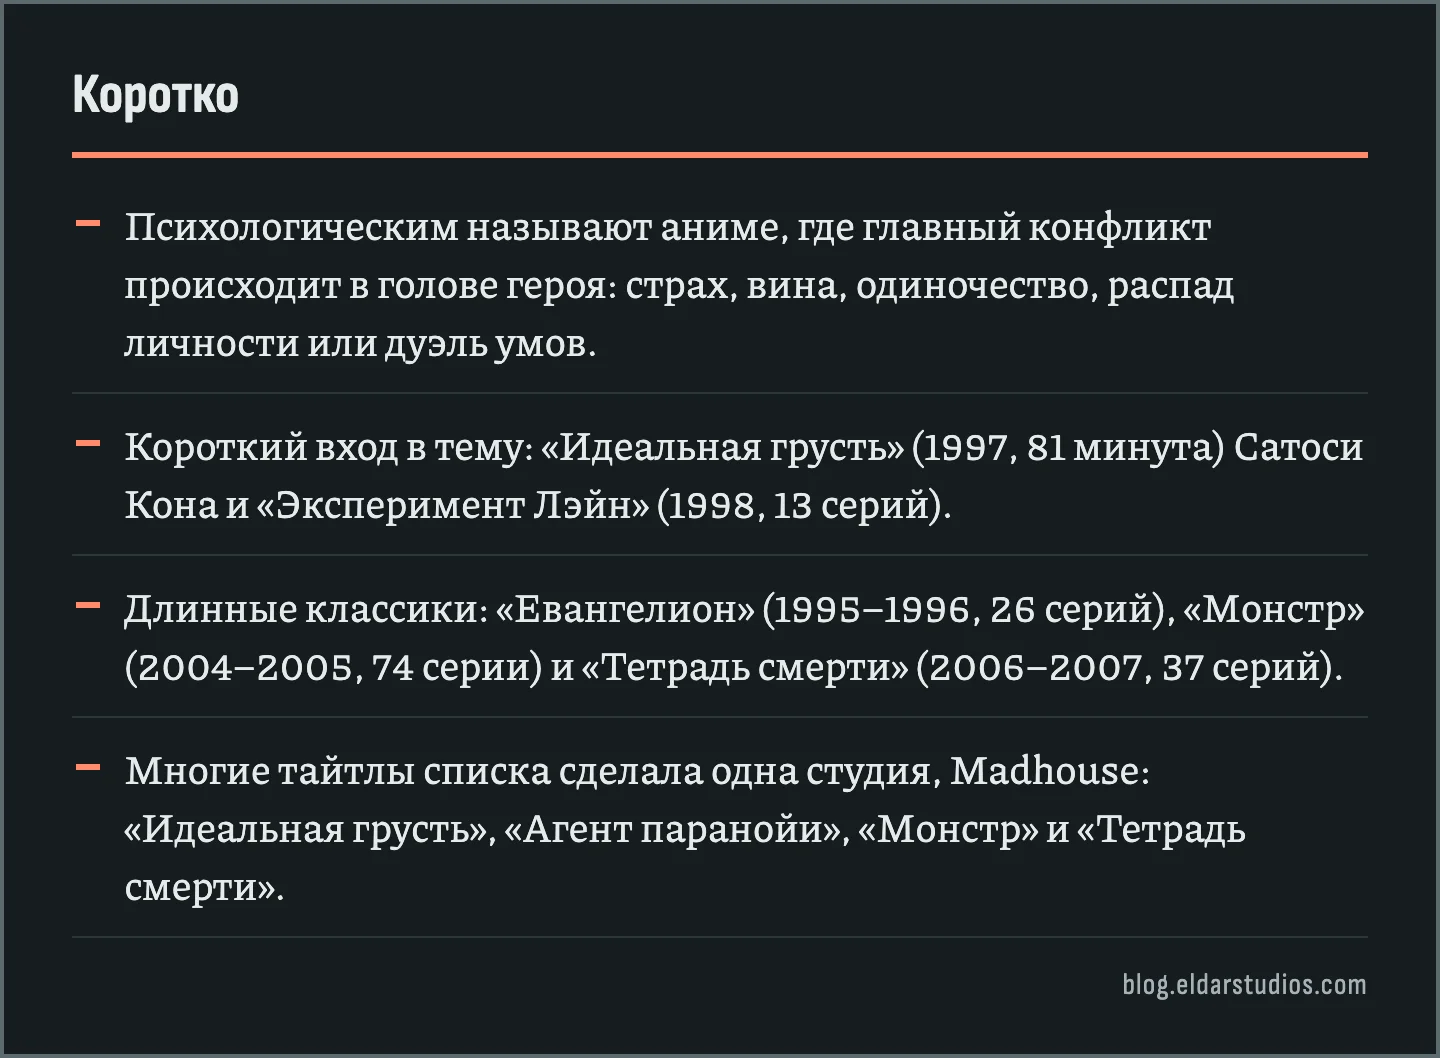 Коротко
Психологическим называют аниме, где главный конфликт
происходит в голове героя: страх, вина, одиночество, распад
личности или дуэль умов.
Короткий вход в тему: «Идеальная грусть» (1997, 81 минута) Сатоси
Кона и «Эксперимент Лэйн» (1998, 13 серий).
Длинные классики: «Евангелион» (1995–1996, 26 серий), «Монстр»
(2004–2005, 74 серии) и «Тетрадь смерти» (2006–2007, 37 серий).
Многие тайтлы списка сделала одна студия, Madhouse:
«Идеальная грусть», «Агент паранойи», «Монстр» и «Тетрадь
смерти».
blog.eldarstudios.com